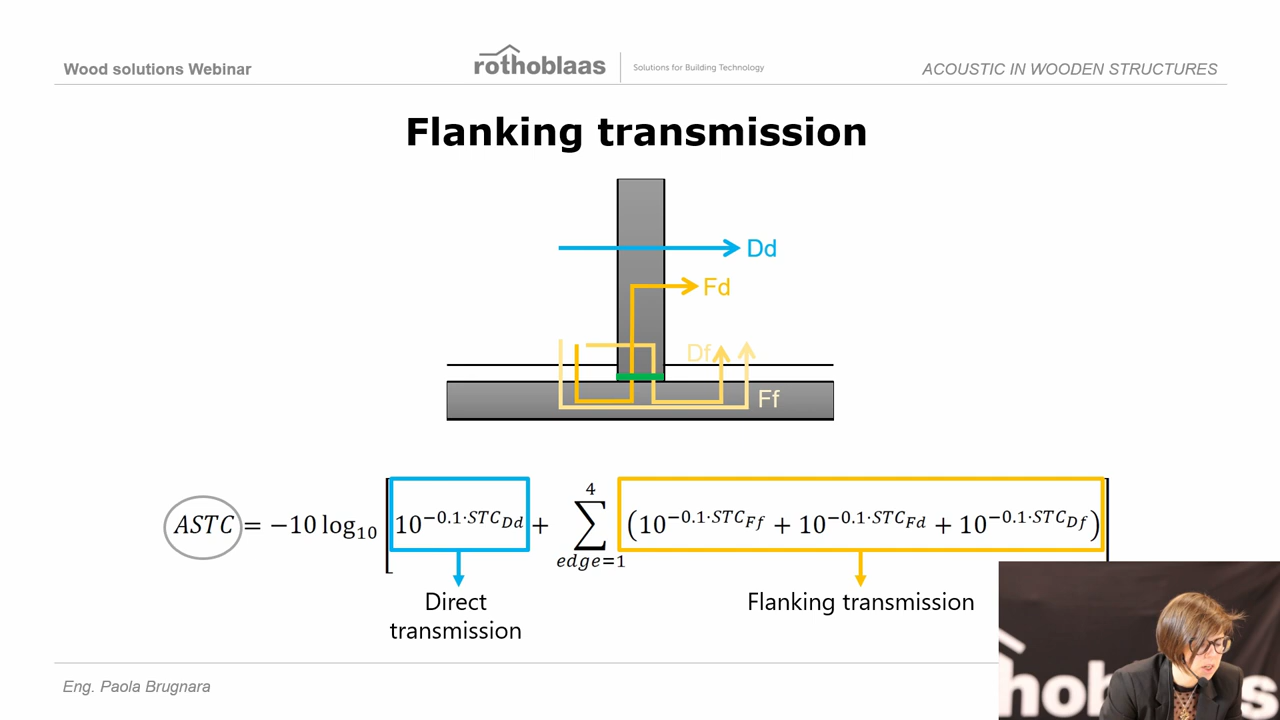 Wood solutions Webinar
rothoblaas
Solutions for Building Technology
ACOUSTIC IN WOODEN STRUCTURES
Flanking transmission
Dd
Fd
Df
Ff
ASTC = −10 log₁₀ [10^(−0.1·STC_Dd) + ∑_(edge=1)^4 (10^(−0.1·STC_Ff) + 10^(−0.1·STC_Fd) + 10^(−0.1·STC_Df))]
Direct
transmission
Flanking transmission
Eng. Paola Brugnara
hoblaas